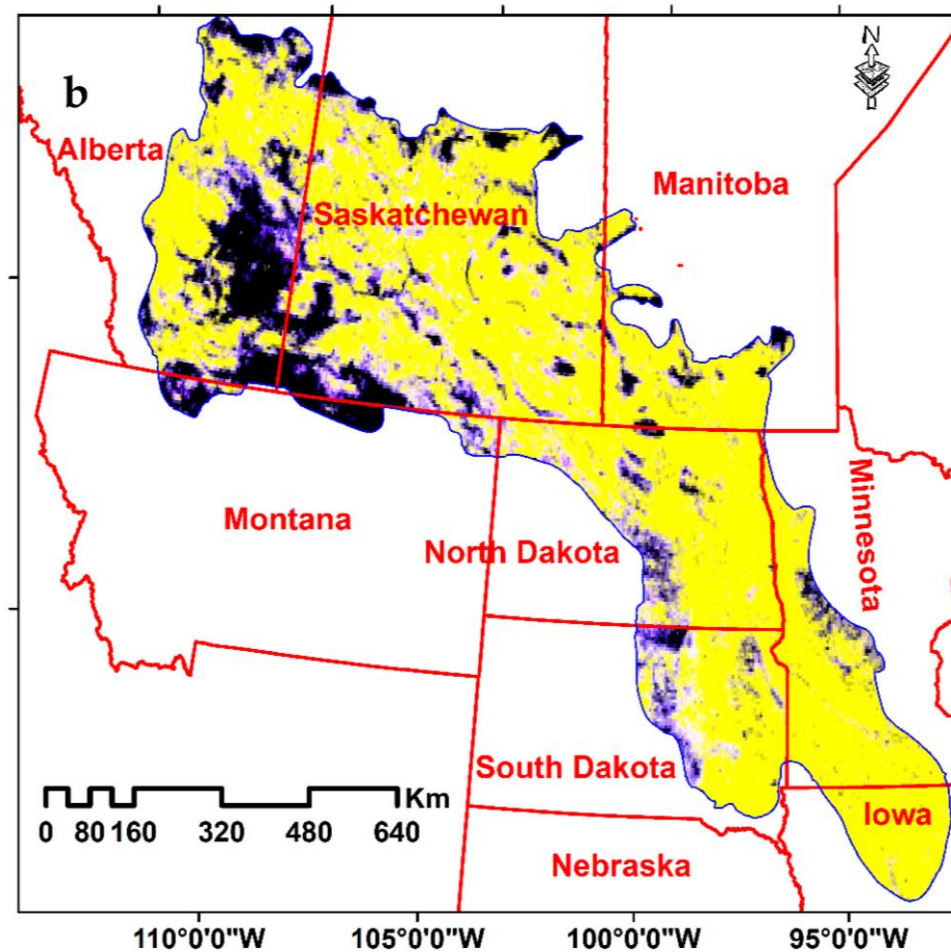 N
b
Alberta
Manitoba
Saskatchewan
Minnesota
Montana
North Dakota
South Dakota
Km
0 80 160 320 480 640
Iowa
Nebraska
110°0'0"W 105°0'0"W 100°0'0"W 95°0'0"W